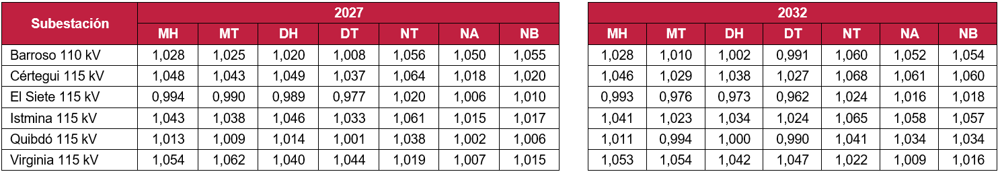 Subestación 2027 2032
MH MT DH DT NT NA NB MH MT DH DT NT NA NB
Barroso 110 kV 1,028 1,025 1,020 1,008 1,056 1,050 1,055 1,028 1,010 1,002 0,991 1,060 1,052 1,054
Cértegui 115 kV 1,048 1,043 1,049 1,037 1,064 1,018 1,020 1,046 1,029 1,038 1,027 1,068 1,061 1,060
El Siete 115 kV 0,994 0,990 0,989 0,977 1,020 1,006 1,010 0,993 0,976 0,973 0,962 1,024 1,016 1,018
Istmina 115 kV 1,043 1,038 1,046 1,033 1,061 1,015 1,017 1,041 1,023 1,034 1,024 1,065 1,058 1,057
Quibdó 115 kV 1,013 1,009 1,014 1,001 1,038 1,002 1,006 1,011 0,994 1,000 0,990 1,041 1,034 1,034
Virginia 115 kV 1,054 1,062 1,040 1,044 1,019 1,007 1,015 1,053 1,054 1,042 1,047 1,022 1,009 1,016